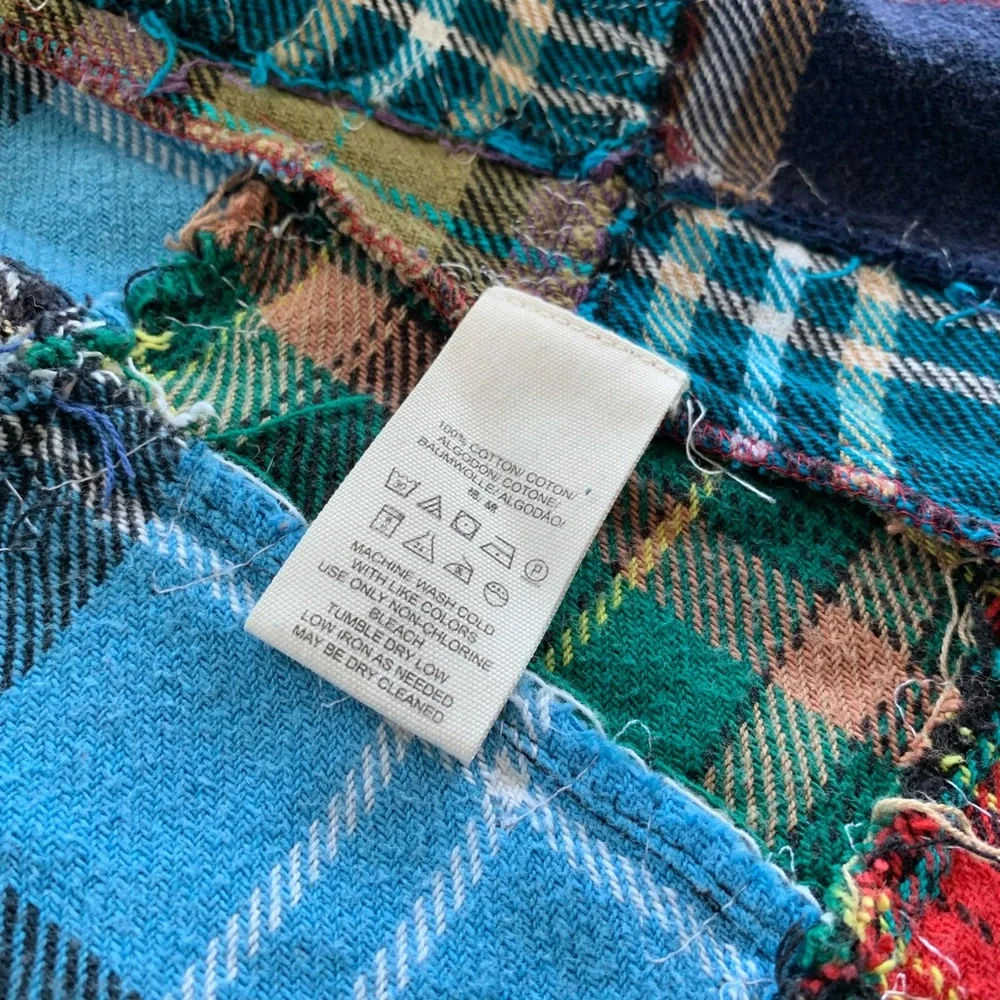 100% COTTON/ COTON/
ALGODON/ COTONE/
BAUMWOLLE/ ALGODÃO/
棉, 綿
30
P
MACHINE WASH COLD
WITH LIKE COLORS
USE ONLY NON-CHLORINE
BLEACH
TUMBLE DRY LOW
LOW IRON AS NEEDED
MAY BE DRY CLEANED